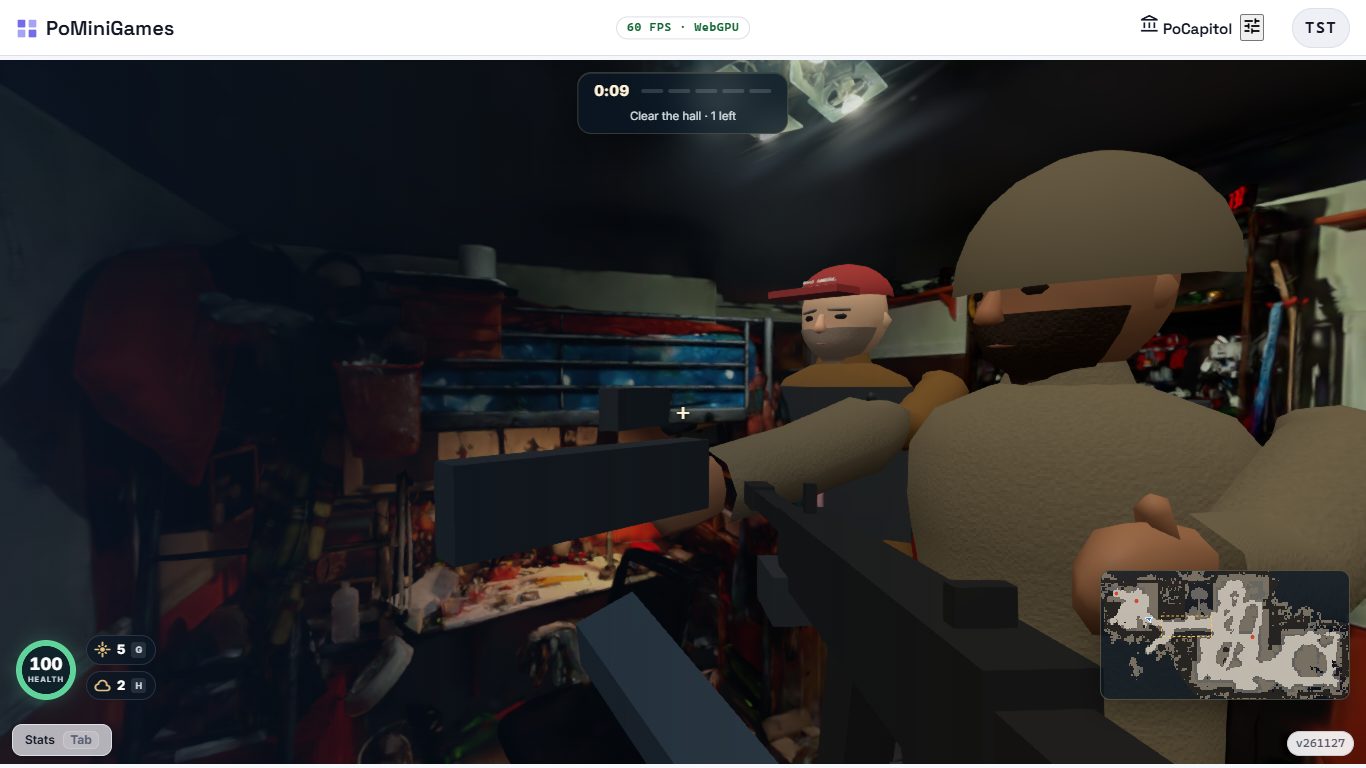 PoMiniGames
60 FPS · WebGPU
PoCapitol
TST
0:09
Clear the hall · 1 left
100
HEALTH
5 G
2 H
Stats Tab
v261127